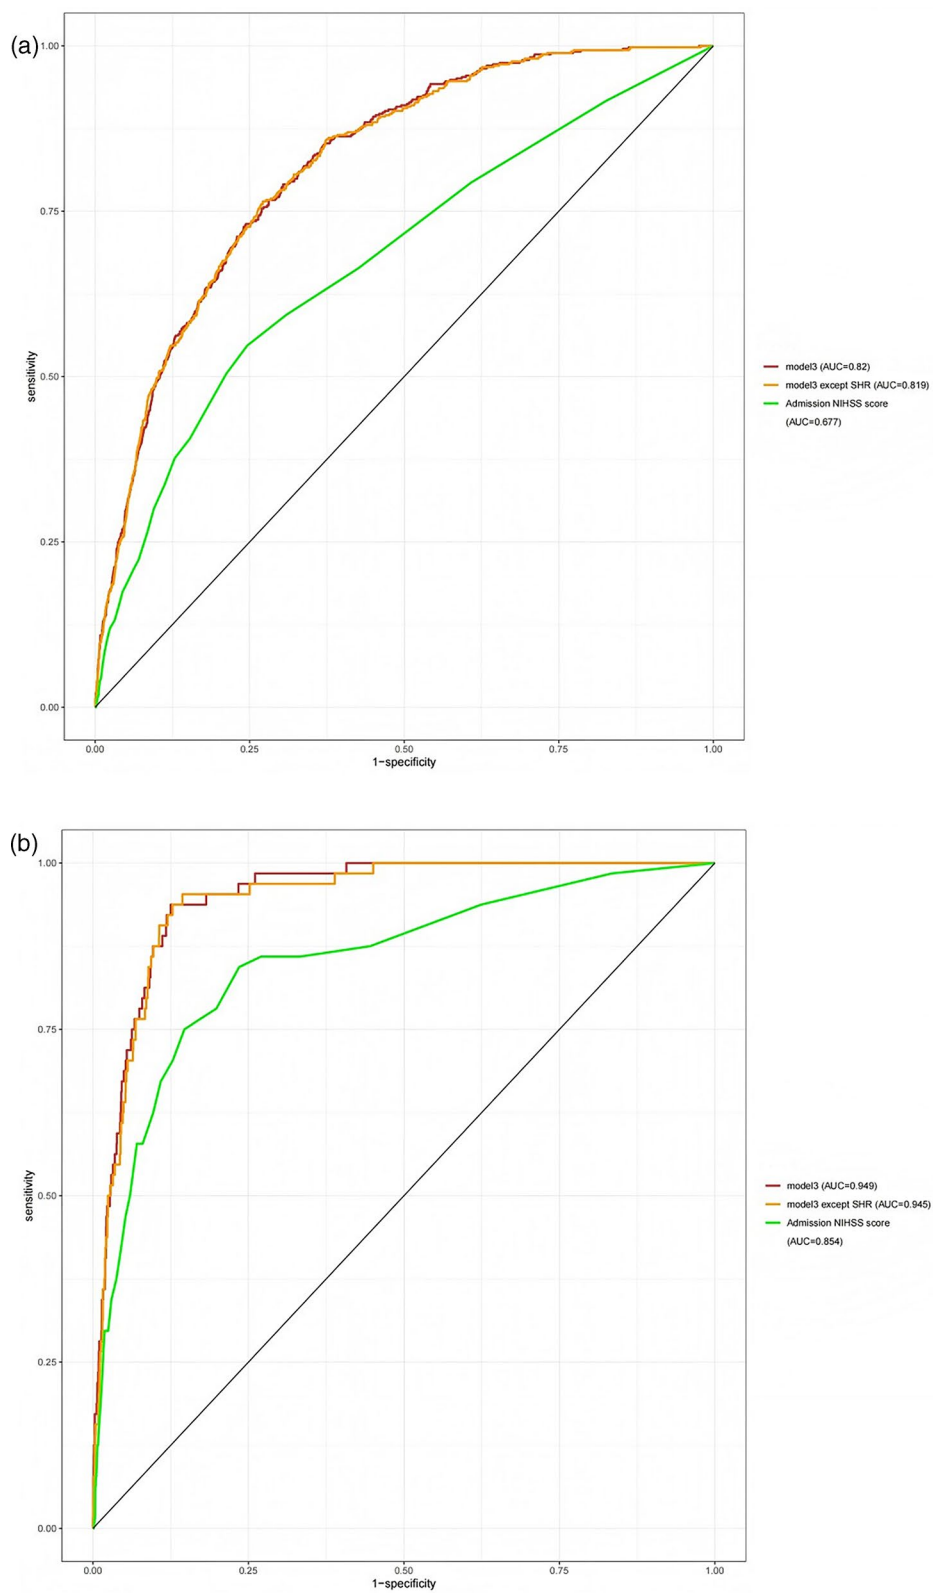 (a)
1.00
0.75
0.50
0.25
0.00
sensitivity
0.00 0.25 0.50 0.75 1.00
1−specificity
model3 (AUC=0.82)
model3 except SHR (AUC=0.819)
Admission NIHSS score
(AUC=0.677)
(b)
1.00
0.75
0.50
0.25
0.00
sensitivity
0.00 0.25 0.50 0.75 1.00
1−specificity
model3 (AUC=0.949)
model3 except SHR (AUC=0.945)
Admission NIHSS score
(AUC=0.854)